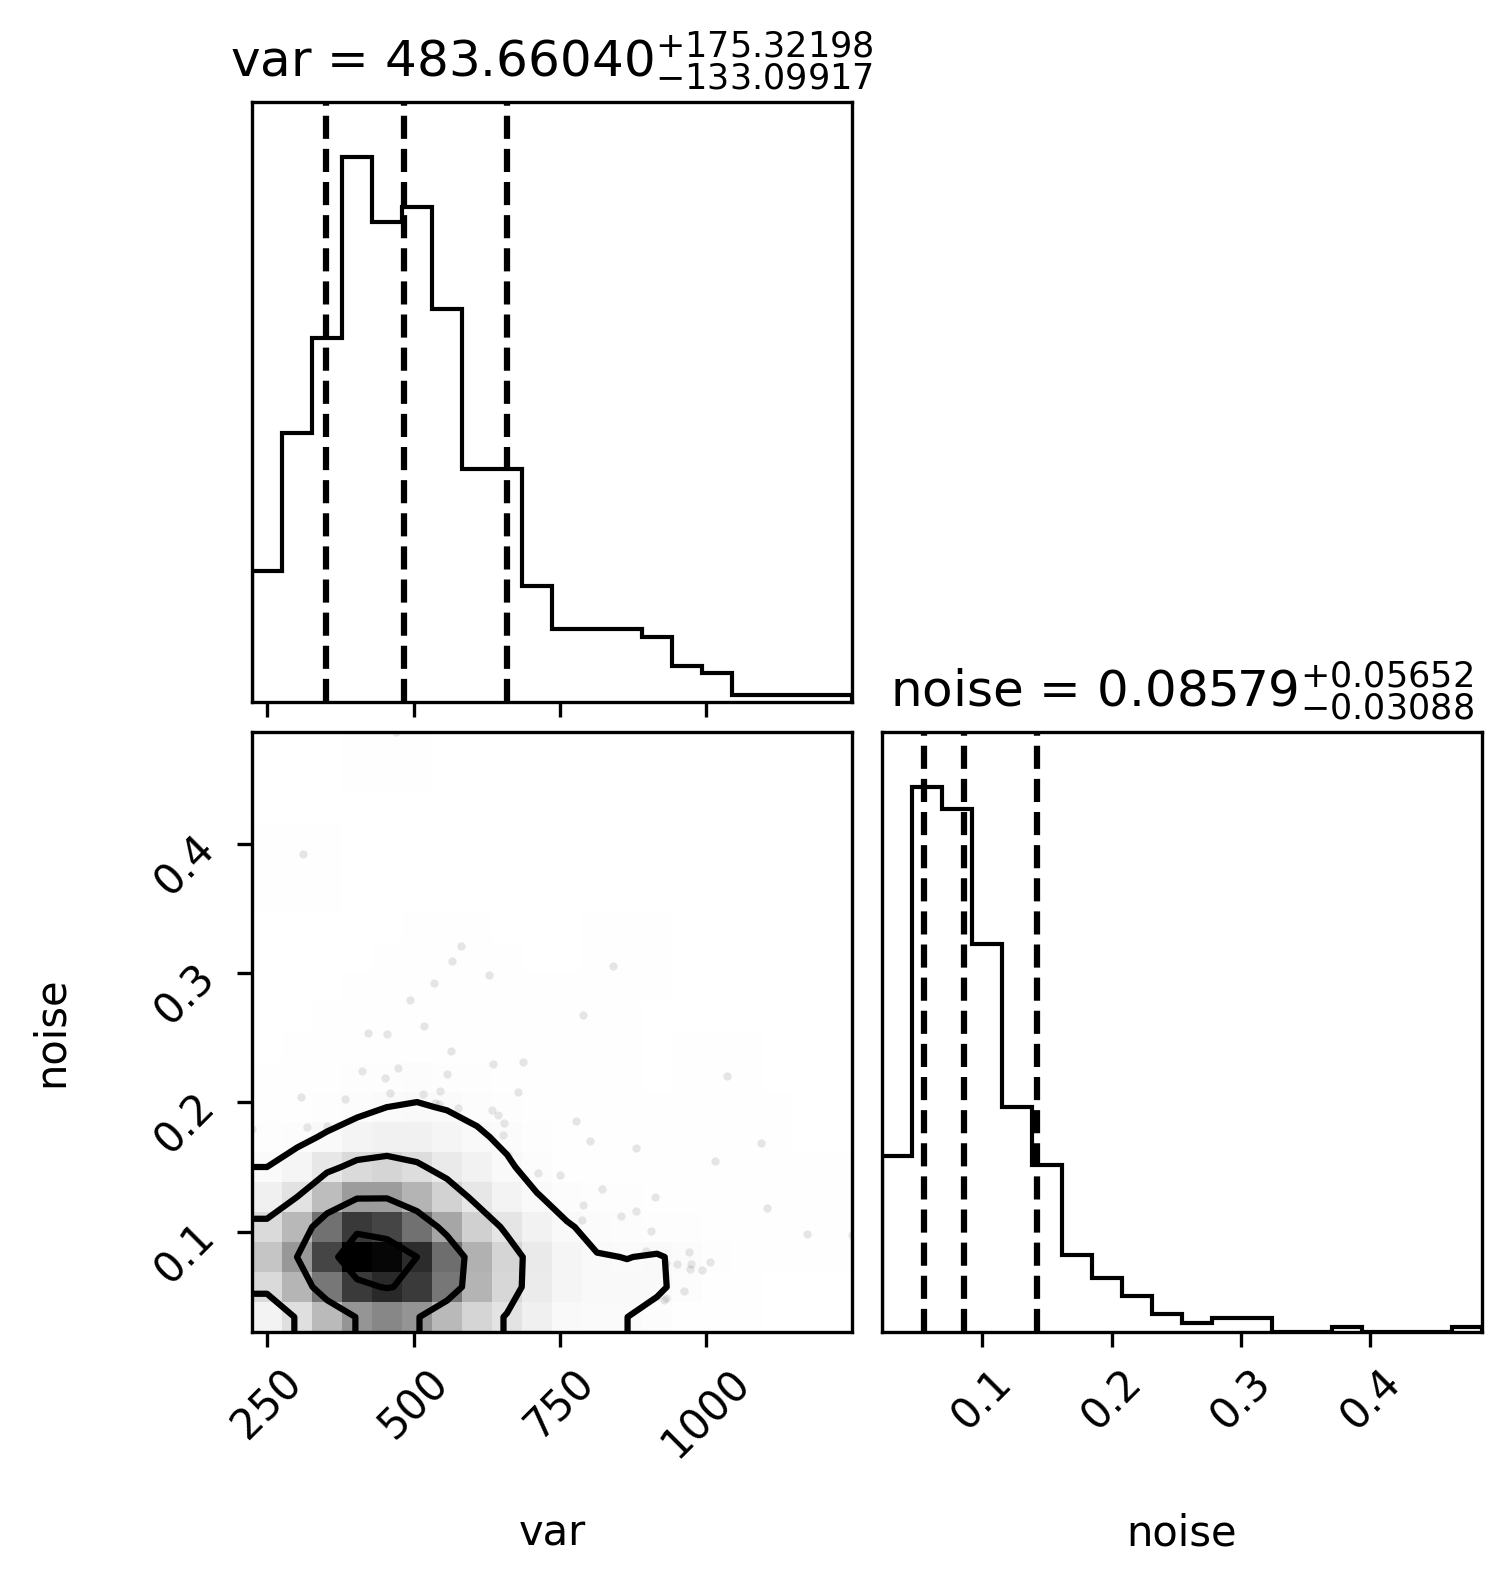 var = 483.66040+175.32198−133.09917
noise = 0.08579+0.05652−0.03088
noise
0.4
0.3
0.2
0.1
250 500 750 1000
0.1 0.2 0.3 0.4
var
noise